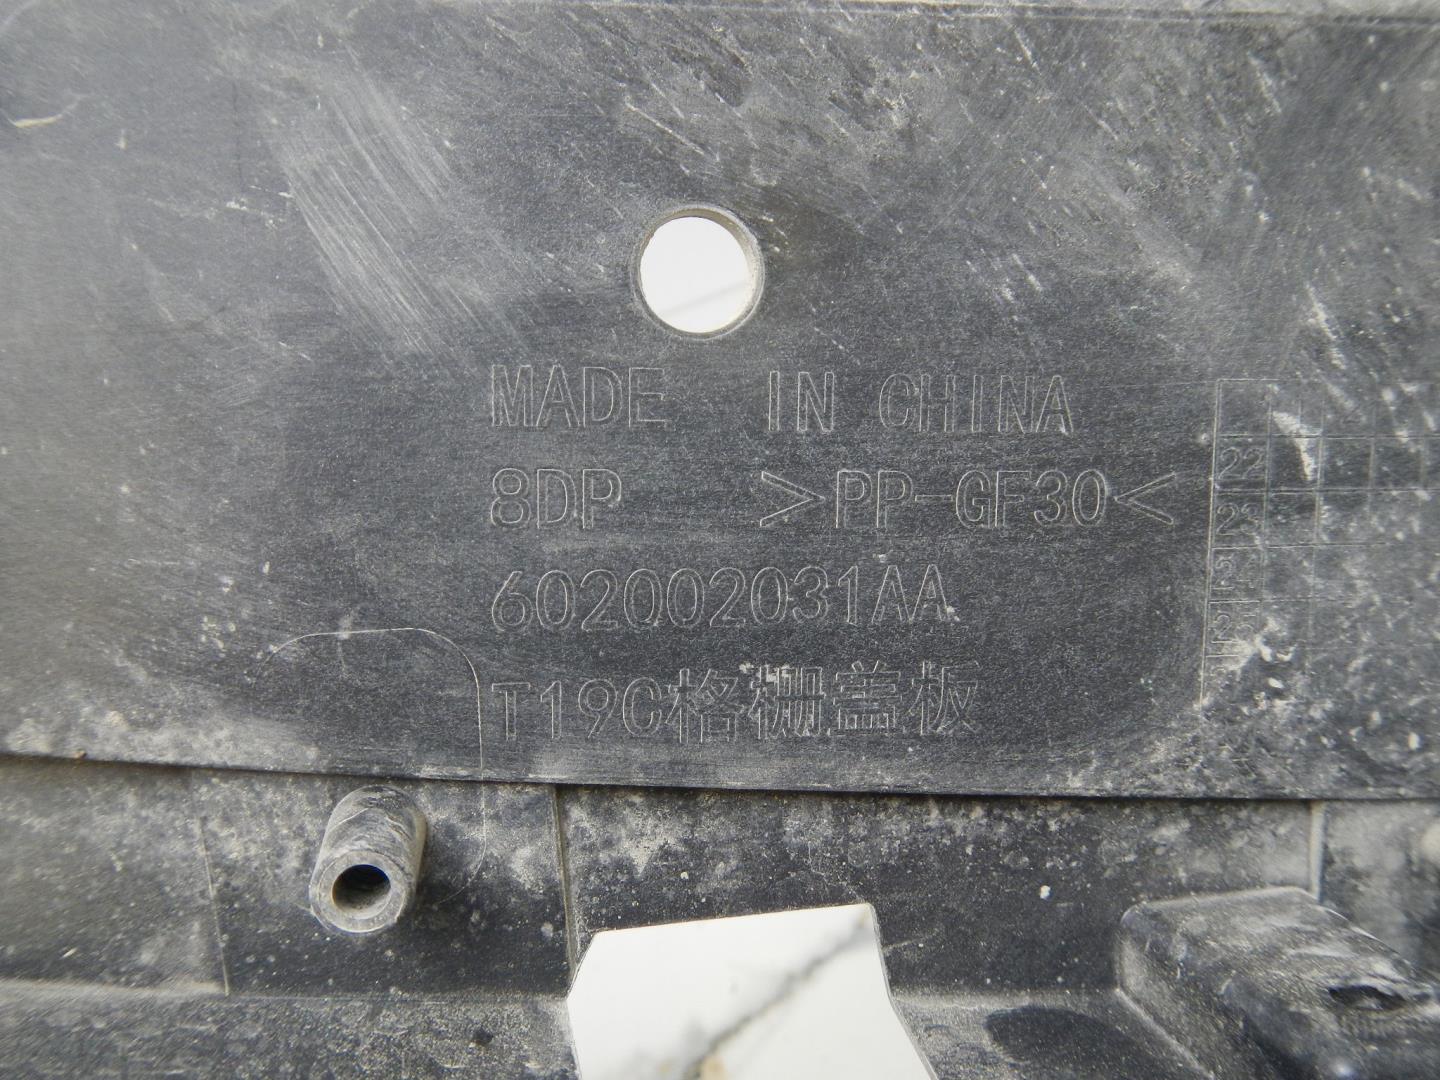 MADE IN CHINA
8DP >PP-GF30<
602002031AA
T19C格栅盖板
22
23
24
25